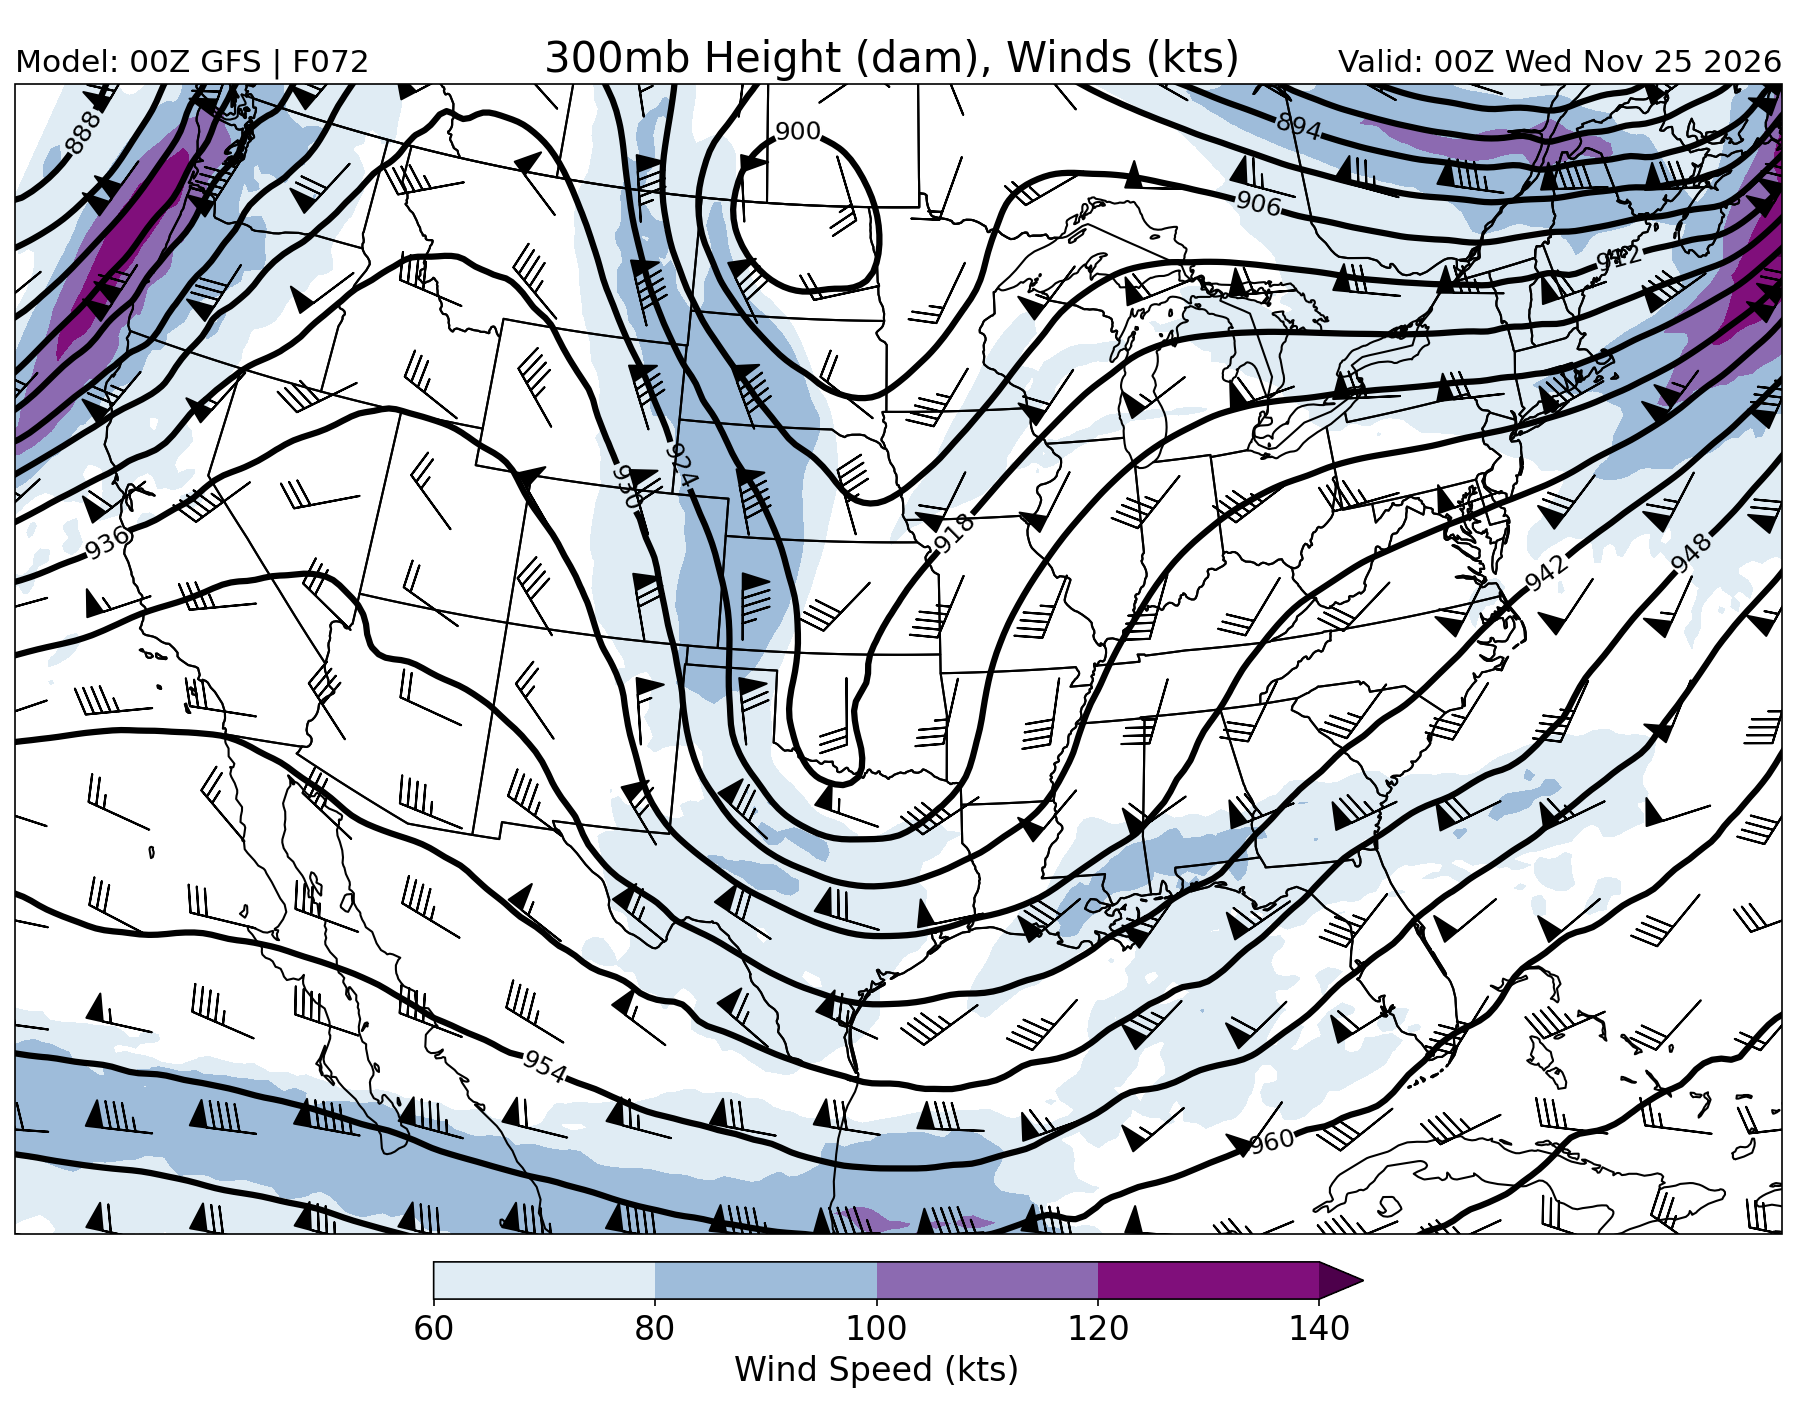 Model: 00Z GFS | F072
300mb Height (dam), Winds (kts)
Valid: 00Z Wed Nov 25 2026
888
900
894
906
912
924
930
918
936
942
948
954
960
60 80 100 120 140
Wind Speed (kts)